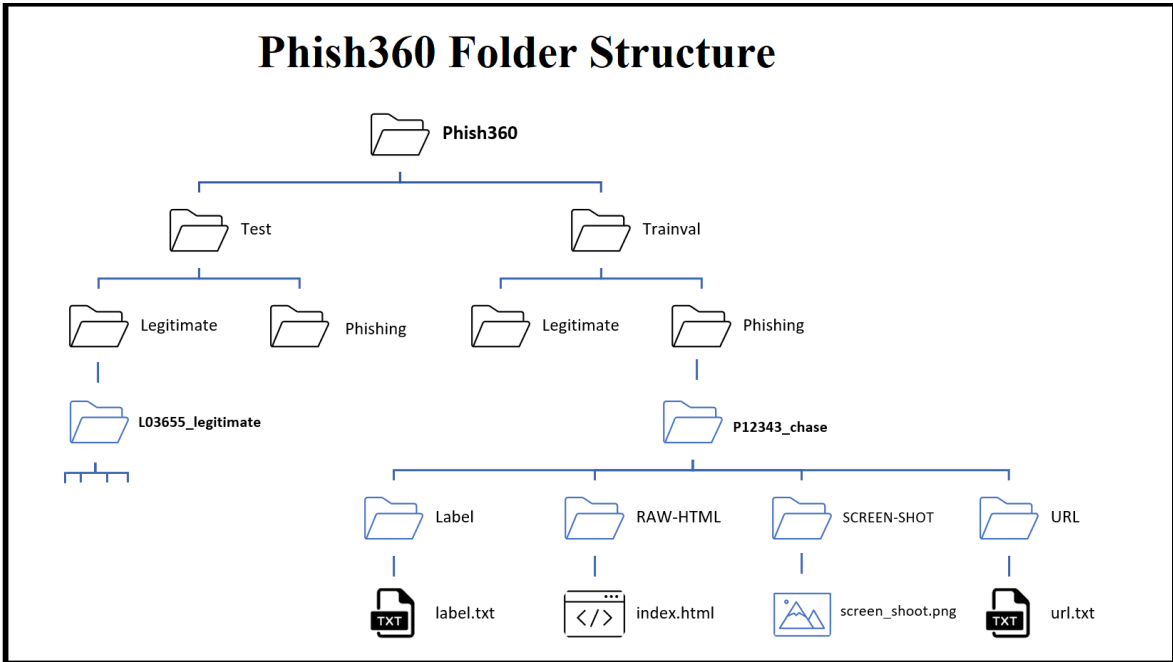 Phish360 Folder Structure
Phish360
Test
Trainval
Legitimate
Phishing
Legitimate
Phishing
L03655_legitimate
P12343_chase
Label
RAW-HTML
SCREEN-SHOT
URL
TXT
label.txt
</>
index.html
screen_shoot.png
TXT
url.txt